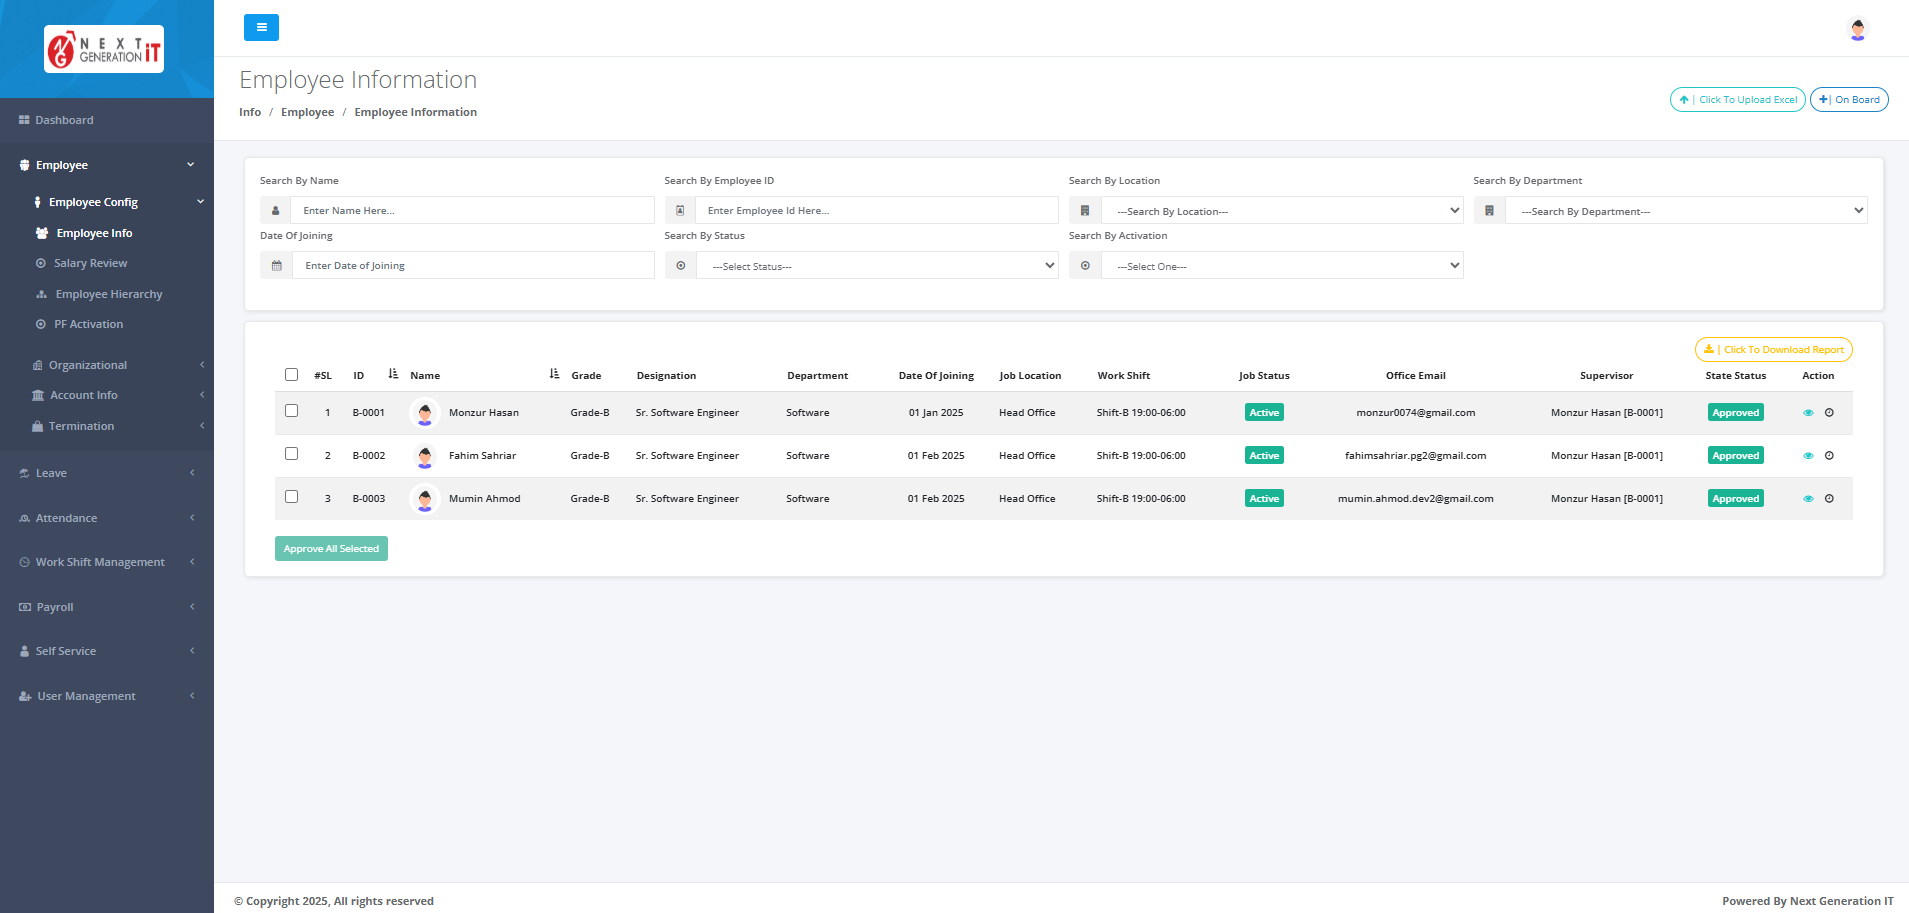 NEXT
GENERATION iT
NG
Dashboard
Employee
Employee Config
Employee Info
Salary Review
Employee Hierarchy
PF Activation
Organizational
Account Info
Termination
Leave
Attendance
Work Shift Management
Payroll
Self Service
User Management
Employee Information
Info / Employee / Employee Information
| Click To Upload Excel
| On Board
Search By Name
Search By Employee ID
Search By Location
Search By Department
Enter Name Here...
Enter Employee Id Here...
---Search By Location---
---Search By Department---
Date Of Joining
Search By Status
Search By Activation
Enter Date of Joining
---Select Status---
---Select One---
| Click To Download Report
#SL ID Name Grade Designation Department Date Of Joining Job Location Work Shift Job Status Office Email Supervisor State Status Action
1 B-0001 Monzur Hasan Grade-B Sr. Software Engineer Software 01 Jan 2025 Head Office Shift-B 19:00-06:00 Active monzur0074@gmail.com Monzur Hasan [B-0001] Approved
2 B-0002 Fahim Sahriar Grade-B Sr. Software Engineer Software 01 Feb 2025 Head Office Shift-B 19:00-06:00 Active fahimsahriar.pg2@gmail.com Monzur Hasan [B-0001] Approved
3 B-0003 Mumin Ahmod Grade-B Sr. Software Engineer Software 01 Feb 2025 Head Office Shift-B 19:00-06:00 Active mumin.ahmod.dev2@gmail.com Monzur Hasan [B-0001] Approved
Approve All Selected
© Copyright 2025, All rights reserved
Powered By Next Generation IT